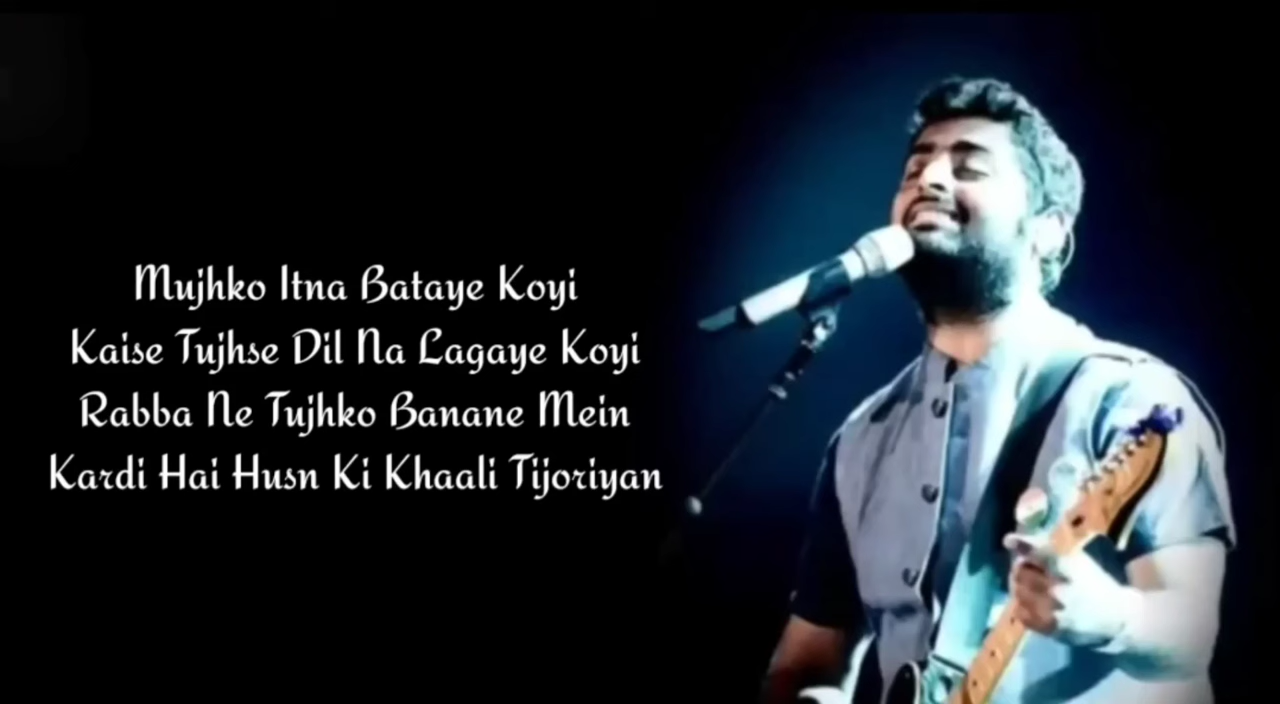 Mujhko Itna Bataye Koyi
Kaise Tujhse Dil Na Lagaye Koyi
Rabba Ne Tujhko Banane Mein
Kardi Hai Husn Ki Khaali Tijoriyan